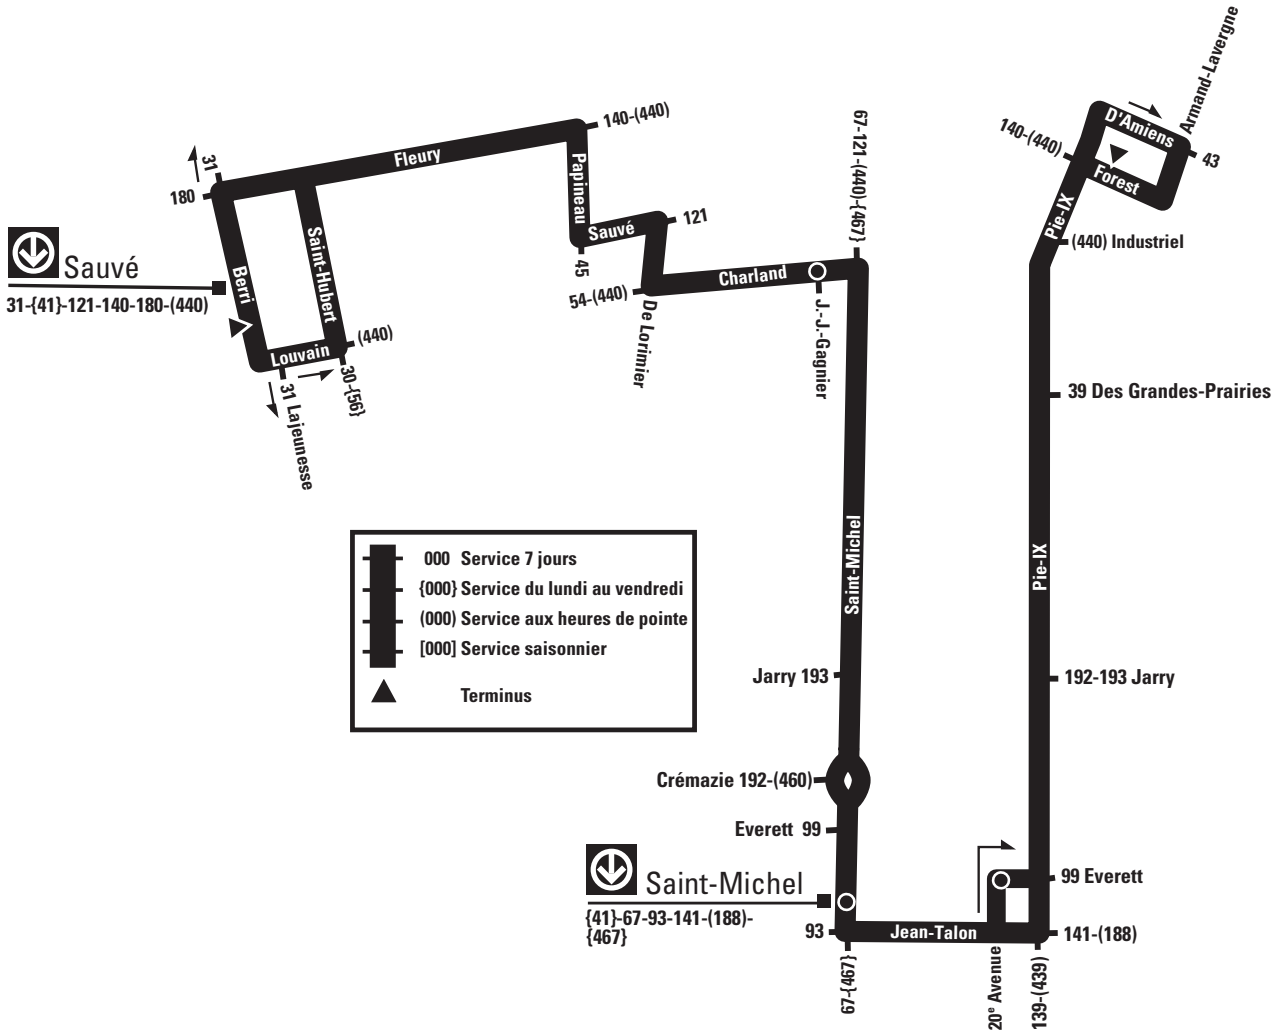 140-(440)
Fleury
31
180
Papineau
Sauvé
121
45
Saint-Hubert
Berri
Sauvé
31-{41}-121-140-180-(440)
Louvain
(440)
30-{56}
31 Lajeunesse
54-(440)
De Lorimier
Charland
J.-J.-Gagnier
67-121-(440)-{467}
Saint-Michel
Armand-Lavergne
D'Amiens
140-(440)
43
Forest
Pie-IX
(440) Industriel
39 Des Grandes-Prairies
Pie-IX
000 Service 7 jours
{000} Service du lundi au vendredi
(000) Service aux heures de pointe
[000] Service saisonnier
Terminus
Jarry 193
192-193 Jarry
Crémazie 192-(460)
Everett 99
Saint-Michel
{41}-67-93-141-(188)-
{467}
99 Everett
93
Jean-Talon
141-(188)
67-{467}
20e Avenue
139-(439)